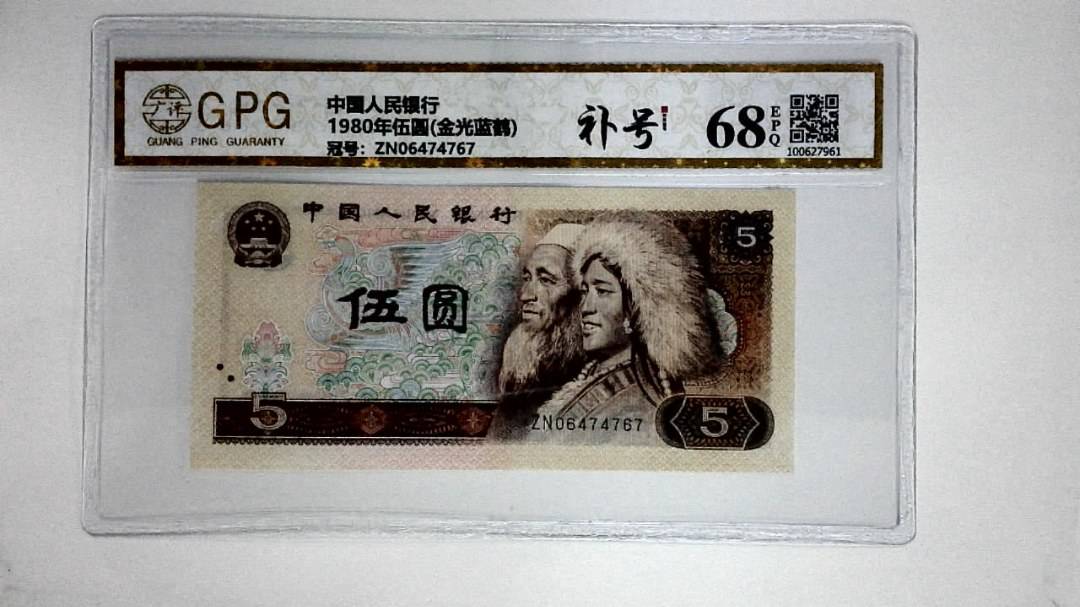 广评 GPG
GUANG PING GUARANTY
中国人民银行
1980年伍圆(金光蓝鹤)
冠号：ZN06474767
补号
68 EPQ
100627961
中国人民银行
5
伍圆
5
ZN06474767
5